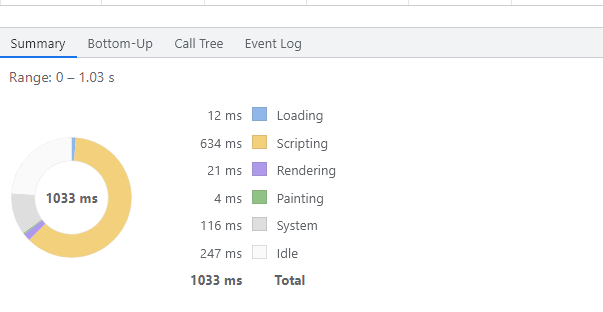 Summary Bottom-Up Call Tree Event Log
Range: 0 – 1.03 s
12 ms Loading
634 ms Scripting
21 ms Rendering
1033 ms 4 ms Painting
116 ms System
247 ms Idle
1033 ms Total